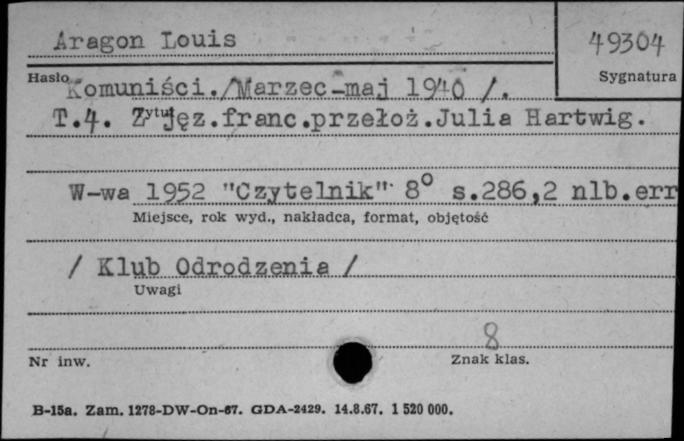 Aragon Louis
49304
Hasło
Sygnatura
Komuniści. /Marzec-maj 1940 /.
T.4. Z jęz.franc.przełoż.Julia Hartwig.
W-wa 1952 "Czytelnik" 8° s.286,2 nlb.err
Miejsce, rok wyd., nakładca, format, objętość
/ Klub Odrodzenia /
Uwagi
8
Nr inw.
Znak klas.
B-15a. Zam. 1278-DW-On-67. GDA-2429. 14.8.67. 1 520 000.